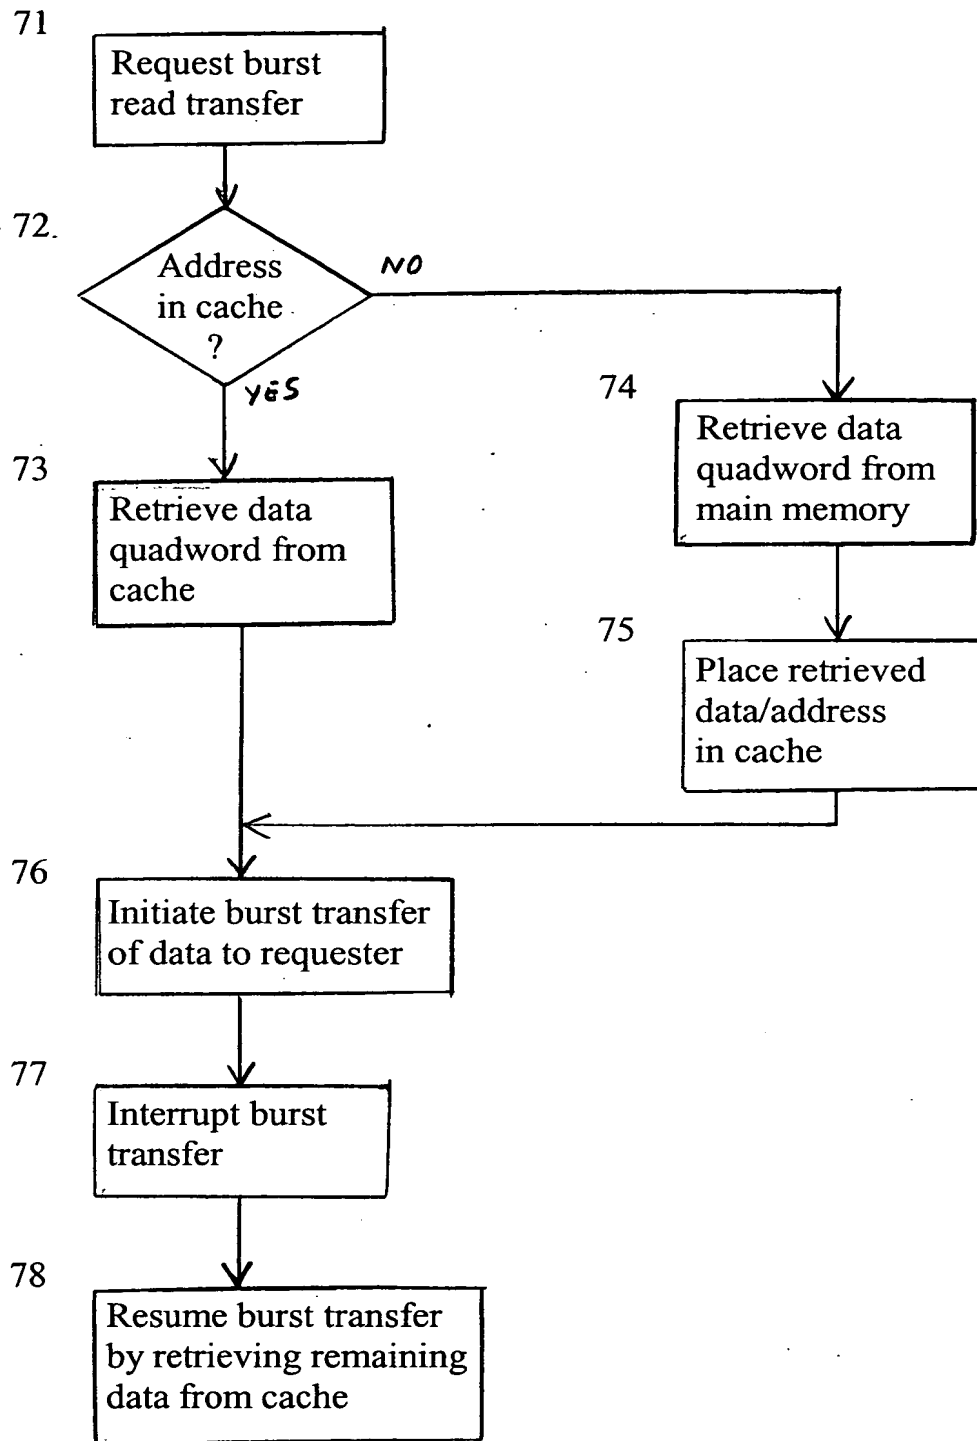 71
Request burst
read transfer
72.
Address
in cache
?
NO
YES
73
Retrieve data
quadword from
cache
74
Retrieve data
quadword from
main memory
75
Place retrieved
data/address
in cache
76
Initiate burst transfer
of data to requester
77
Interrupt burst
transfer
78
Resume burst transfer
by retrieving remaining
data from cache